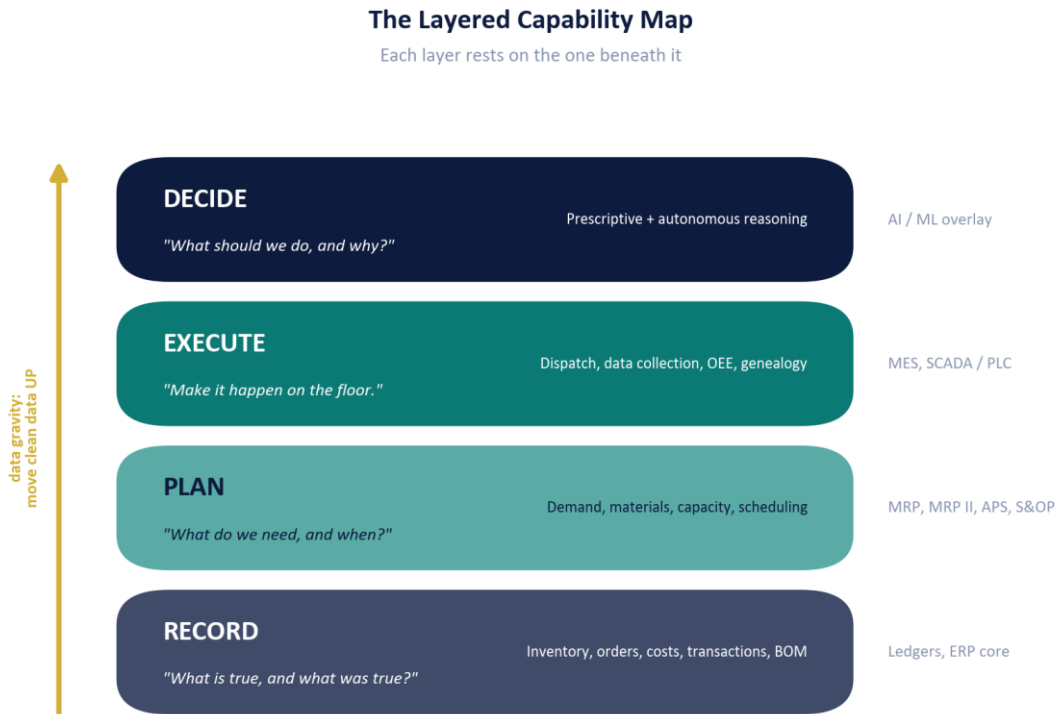 The Layered Capability Map
Each layer rests on the one beneath it
DECIDE
"What should we do, and why?"
Prescriptive + autonomous reasoning
AI / ML overlay
EXECUTE
"Make it happen on the floor."
Dispatch, data collection, OEE, genealogy
MES, SCADA / PLC
data gravity:
move clean data UP
PLAN
"What do we need, and when?"
Demand, materials, capacity, scheduling
MRP, MRP II, APS, S&OP
RECORD
"What is true, and what was true?"
Inventory, orders, costs, transactions, BOM
Ledgers, ERP core